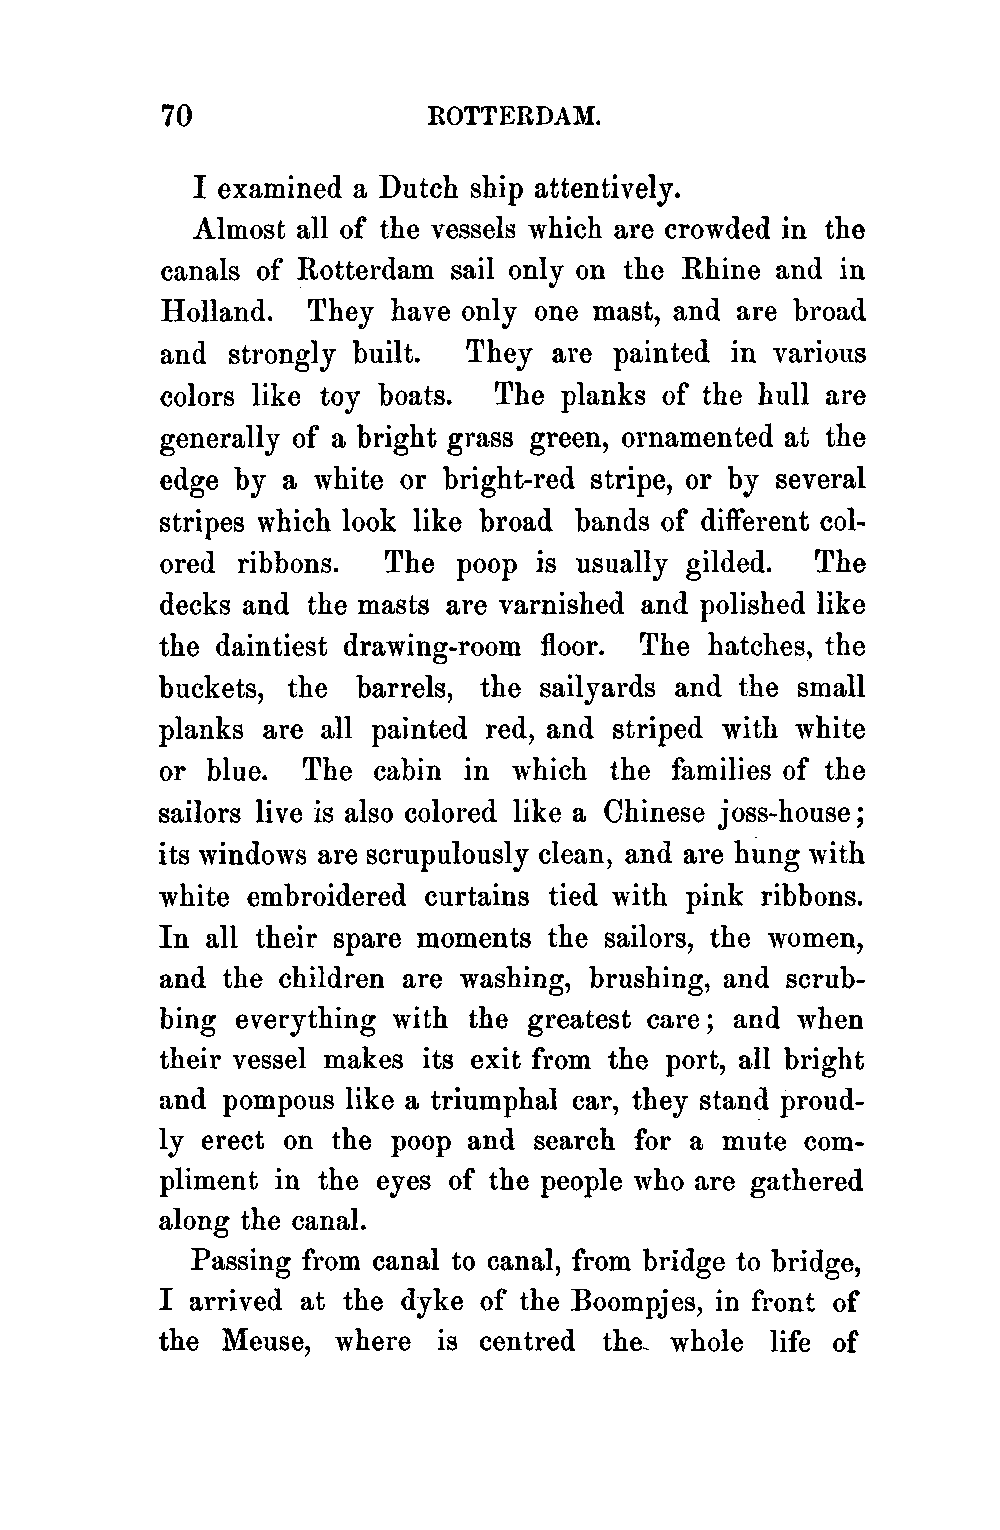 70 ROTTERDAM.
I examined a Dutch ship attentively.
Almost all of the vessels which are crowded in the
canals of Rotterdam sail only on the Rhine and in
Holland. They have only one mast, and are broad
and strongly built. They are painted in various
colors like toy boats. The planks of the hull are
generally of a bright grass green, ornamented at the
edge by a white or bright-red stripe, or by several
stripes which look like broad bands of different col-
ored ribbons. The poop is usually gilded. The
decks and the masts are varnished and polished like
the daintiest drawing-room floor. The hatches, the
buckets, the barrels, the sailyards and the small
planks are all painted red, and striped with white
or blue. The cabin in which the families of the
sailors live is also colored like a Chinese joss-house;
its windows are scrupulously clean, and are hung with
white embroidered curtains tied with pink ribbons.
In all their spare moments the sailors, the women,
and the children are washing, brushing, and scrub-
bing everything with the greatest care; and when
their vessel makes its exit from the port, all bright
and pompous like a triumphal car, they stand proud-
ly erect on the poop and search for a mute com-
pliment in the eyes of the people who are gathered
along the canal.
Passing from canal to canal, from bridge to bridge,
I arrived at the dyke of the Boompjes, in front of
the Meuse, where is centred the whole life of